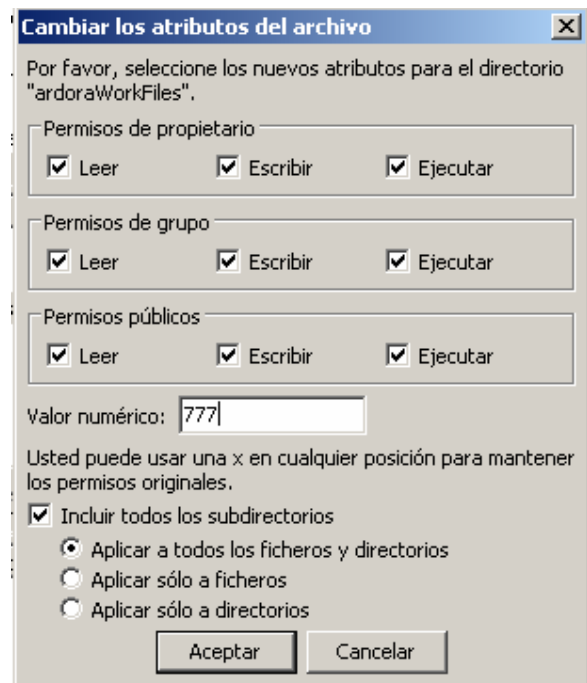 Cambiar los atributos del archivo
Por favor, seleccione los nuevos atributos para el directorio
"ardoraWorkFiles".
Permisos de propietario
Leer Escribir Ejecutar
Permisos de grupo
Leer Escribir Ejecutar
Permisos públicos
Leer Escribir Ejecutar
Valor numérico: 777
Usted puede usar una x en cualquier posición para mantener
los permisos originales.
Incluir todos los subdirectorios
Aplicar a todos los ficheros y directorios
Aplicar sólo a ficheros
Aplicar sólo a directorios
Aceptar Cancelar